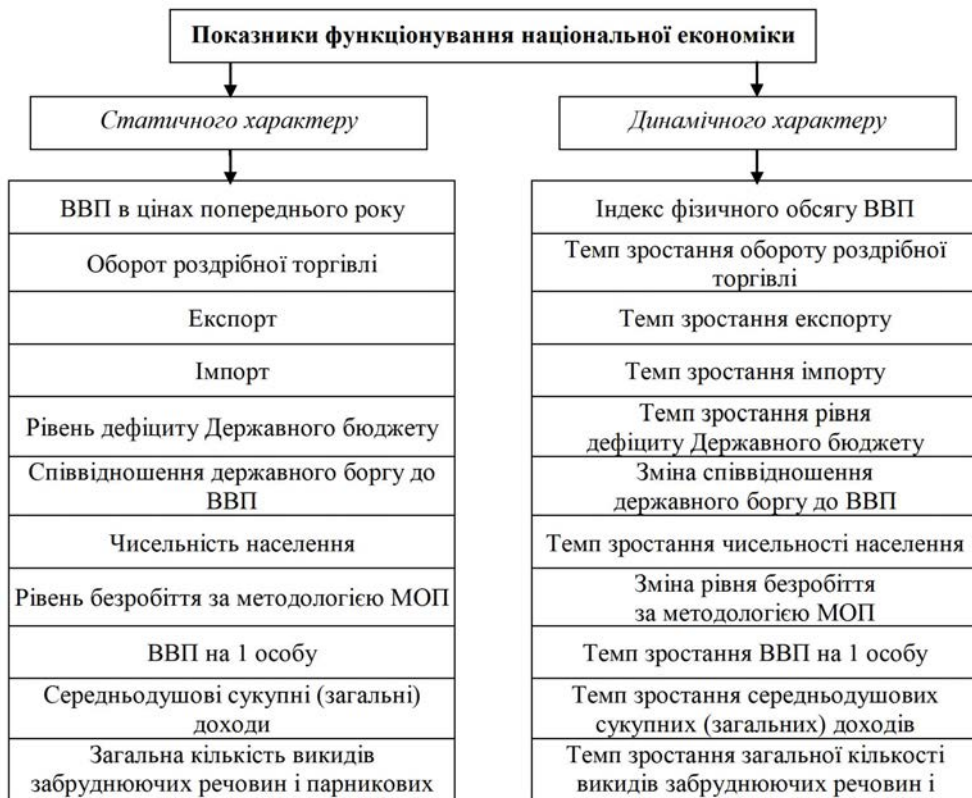 Показники функціонування національної економіки
Статичного характеру
ВВП в цінах попереднього року
Оборот роздрібної торгівлі
Експорт
Імпорт
Рівень дефіциту Державного бюджету
Співвідношення державного боргу до
ВВП
Чисельність населення
Рівень безробіття за методологією МОП
ВВП на 1 особу
Середньодушові сукупні (загальні)
доходи
Загальна кількість викидів
забруднюючих речовин і парникових
Динамічного характеру
Індекс фізичного обсягу ВВП
Темп зростання обороту роздрібної
торгівлі
Темп зростання експорту
Темп зростання імпорту
Темп зростання рівня
дефіциту Державного бюджету
Зміна співвідношення
державного боргу до ВВП
Темп зростання чисельності населення
Зміна рівня безробіття
за методологією МОП
Темп зростання ВВП на 1 особу
Темп зростання середньодушових
сукупних (загальних) доходів
Темп зростання загальної кількості
викидів забруднюючих речовин і